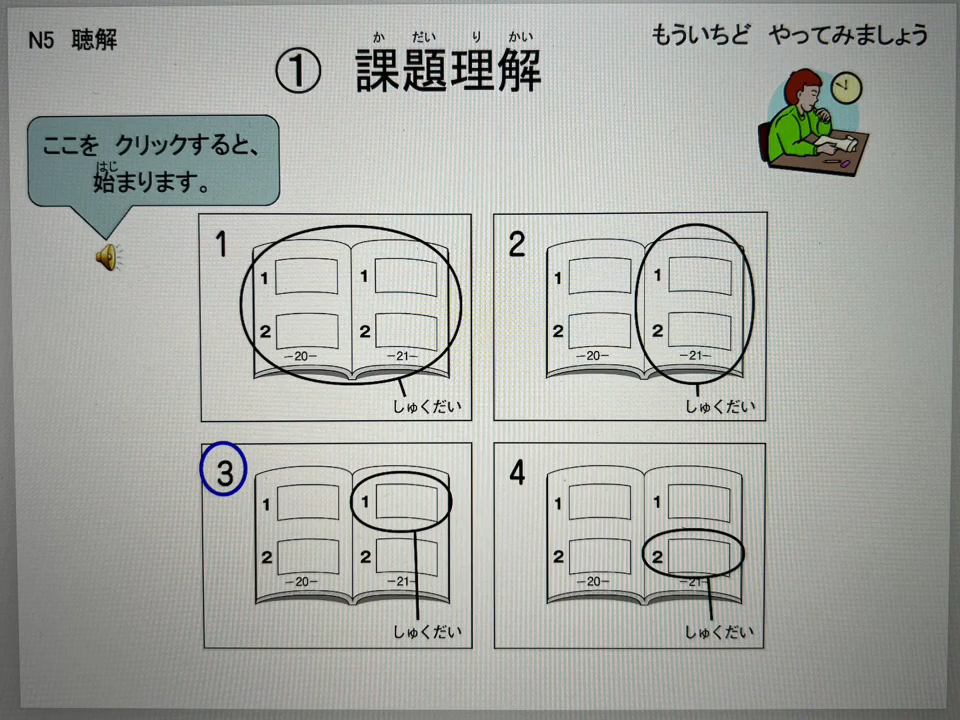 N5 聴解
もういちど やってみましょう
① 課題理解
か だい り かい
ここを クリックすると、
始まります。
はじ
1
1
1
2
2
−20−
−21−
しゅくだい
2
1
1
2
2
−20−
−21−
しゅくだい
3
1
1
2
2
−20−
−21−
しゅくだい
4
1
1
2
2
−20−
−21−
しゅくだい